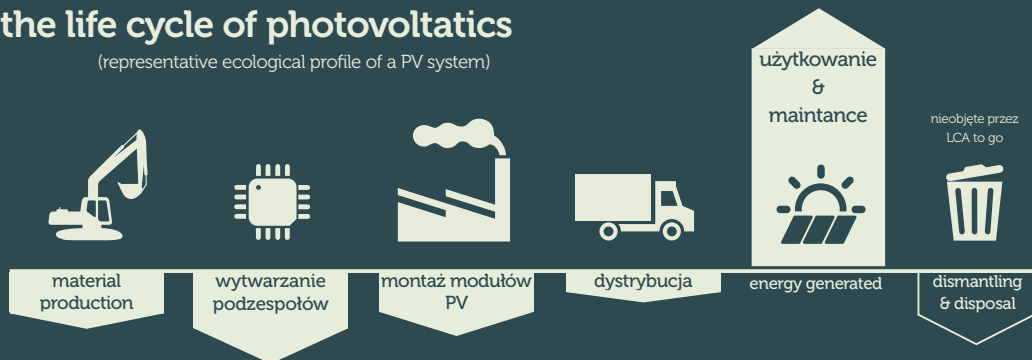 the life cycle of photovoltatics
(representative ecological profile of a PV system)
użytkowanie
&
maintance
nieobjęte przez
LCA to go
material
production
wytwarzanie
podzespołów
montaż modułów
PV
dystrybucja
energy generated
dismantling
& disposal